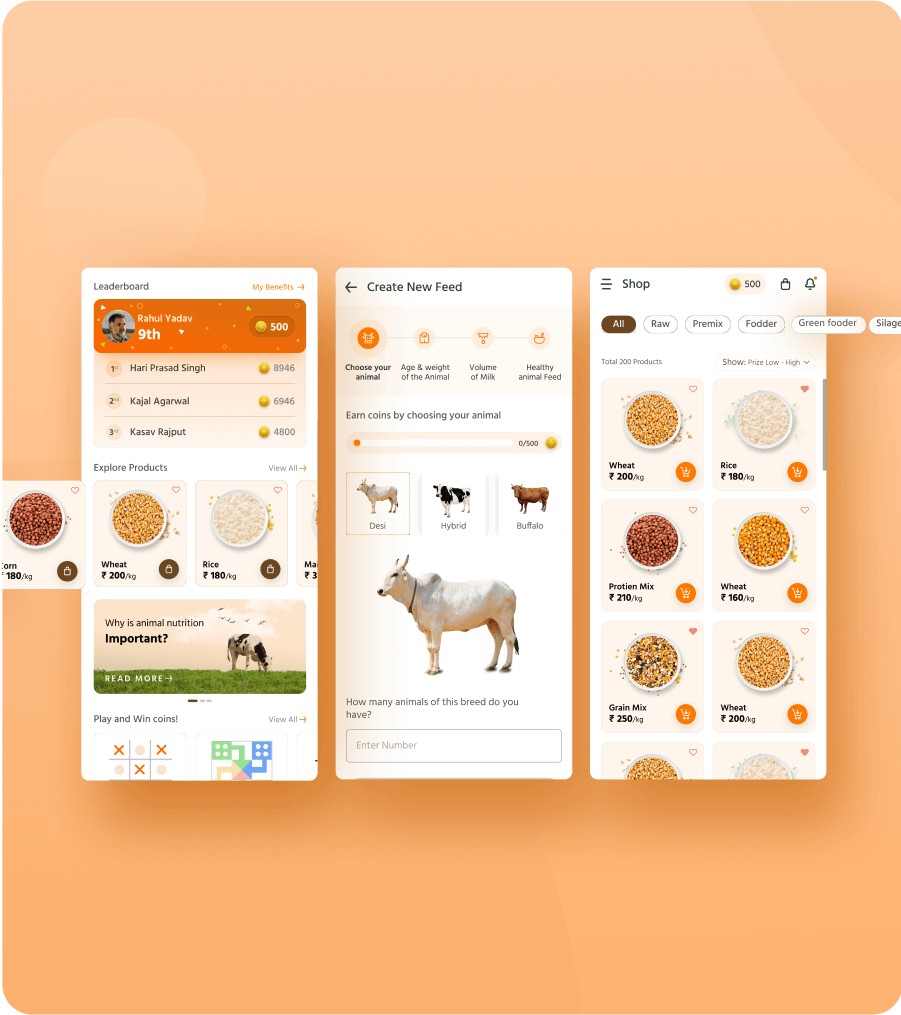 Leaderboard
My Benefits →
Rahul Yadav
9th
500
1st Hari Prasad Singh 8946
2nd Kajal Agarwal 6946
3rd Kasav Rajput 4800
Explore Products
View All →
Corn
₹ 180/kg
Wheat
₹ 200/kg
Rice
₹ 180/kg
Why is animal nutrition
Important?
READ MORE→
Play and Win coins!
View All →
← Create New Feed
Choose your
animal
Age & weight
of the Animal
Volume
of Milk
Healthy
animal Feed
Earn coins by choosing your animal
0/500
Desi
Hybrid
Buffalo
How many animals of this breed do you
have?
Enter Number
Shop
500
All
Raw
Premix
Fodder
Green fooder
Silage
Total 200 Products
Show: Prize Low - High
Wheat
₹ 200/kg
Rice
₹ 180/kg
Protien Mix
₹ 210/kg
Wheat
₹ 160/kg
Grain Mix
₹ 250/kg
Wheat
₹ 200/kg